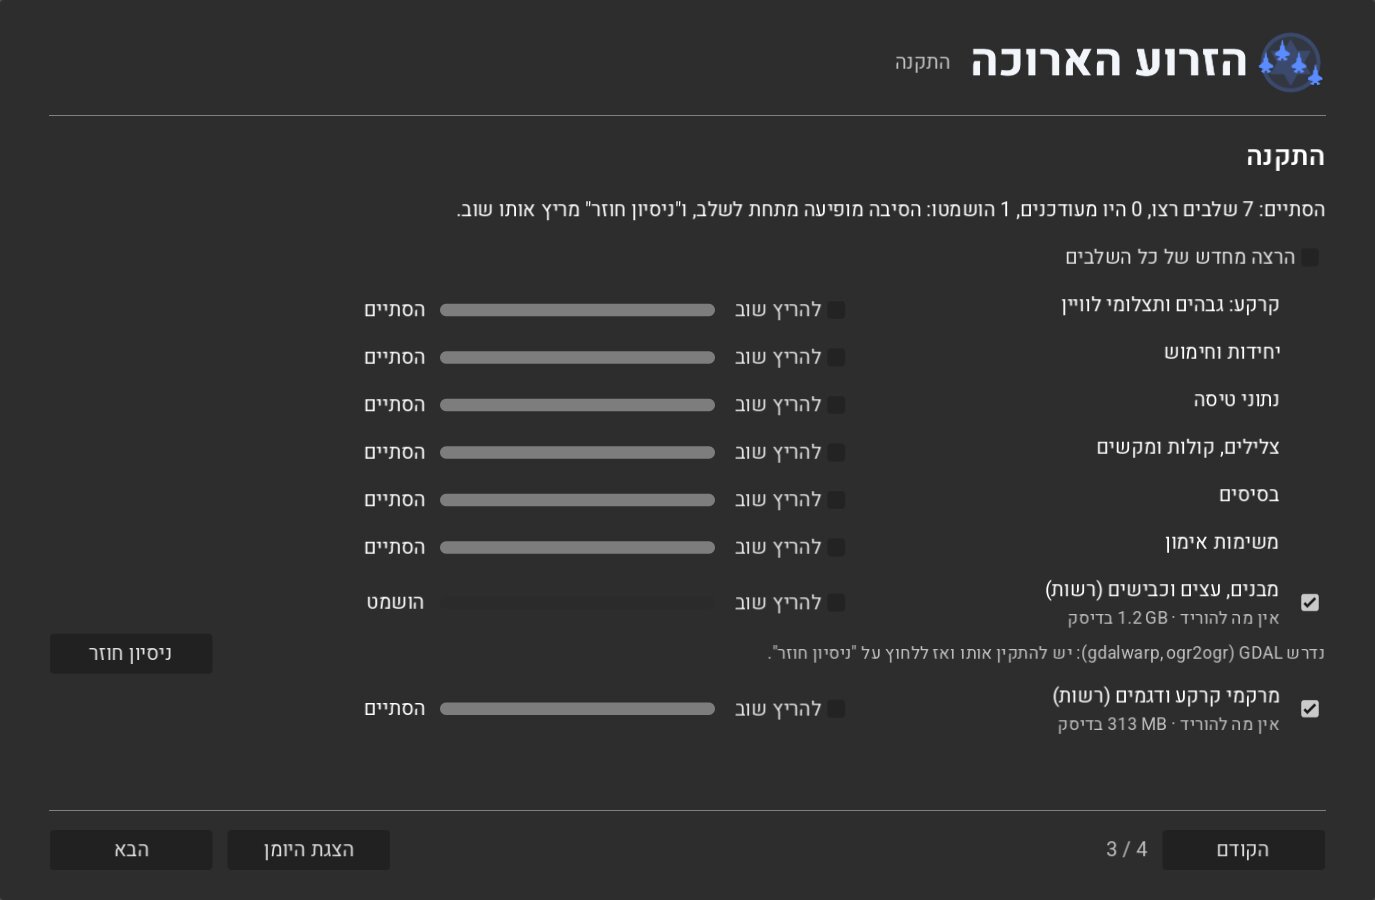 הזרוע הארוכה התקנה
התקנה
הסתיים: 7 שלבים רצו, 0 היו מעודכנים, 1 הושמטו: הסיבה מופיעה מתחת לשלב, ו"ניסיון חוזר" מריץ אותו שוב.
הרצה מחדש של כל השלבים
קרקע: גבהים ותצלומי לוויין להריץ שוב הסתיים
יחידות וחימוש להריץ שוב הסתיים
נתוני טיסה להריץ שוב הסתיים
צלילים, קולות ומקשים להריץ שוב הסתיים
בסיסים להריץ שוב הסתיים
משימות אימון להריץ שוב הסתיים
מבנים, עצים וכבישים (רשות) להריץ שוב הושמט
אין מה להוריד · 1.2 GB בדיסק
נדרש GDAL (gdalwarp, ogr2ogr): יש להתקין אותו ואז ללחוץ על "ניסיון חוזר". ניסיון חוזר
מרקמי קרקע ודגמים (רשות) להריץ שוב הסתיים
אין מה להוריד · 313 MB בדיסק
הקודם 3 / 4 הצגת היומן הבא